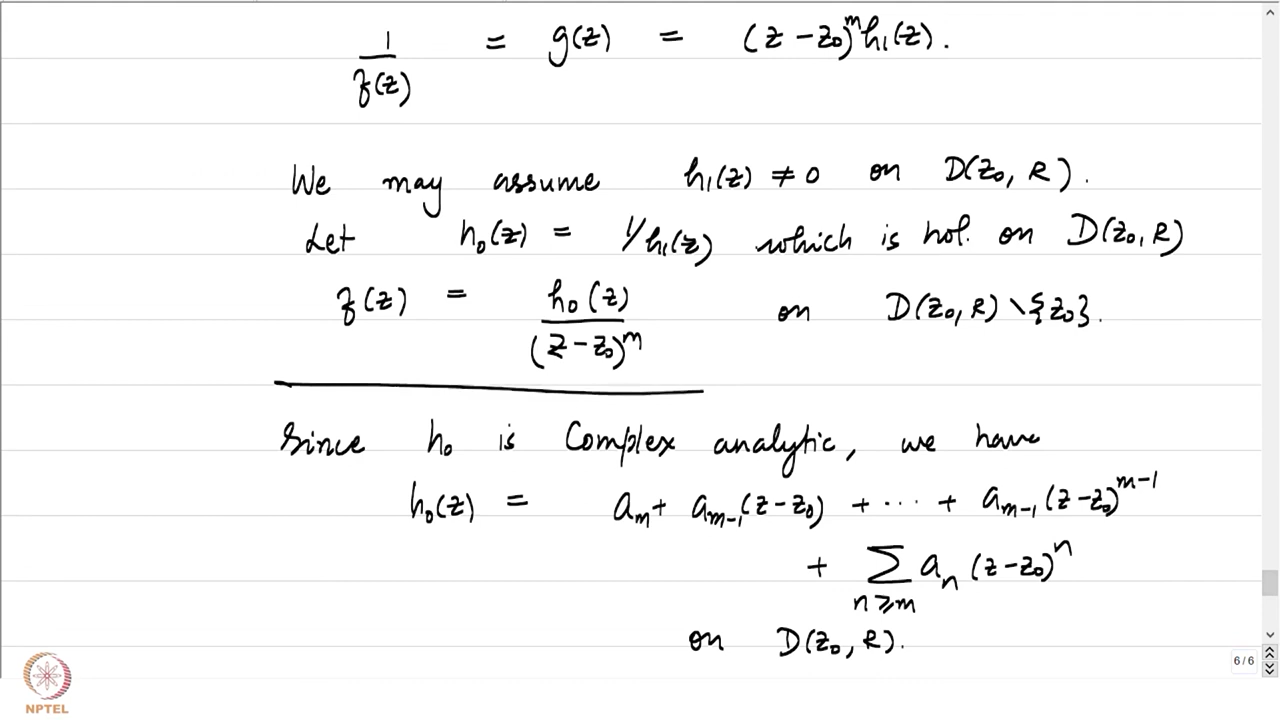 1/f(z) = g(z) = (z-z₀)ᵐh₁(z).
We may assume h₁(z) ≠ 0 on D(z₀, R).
Let h₀(z) = 1/h₁(z) which is hol. on D(z₀, R)
f(z) = h₀(z)/(z-z₀)ᵐ on D(z₀, R)∖{z₀}.
Since h₀ is Complex analytic, we have
h₀(z) = aₘ + aₘ₋₁(z-z₀) + ⋯ + aₘ₋₁(z-z₀)ᵐ⁻¹
+ ∑ aₙ (z-z₀)ⁿ
n≥m
on D(z₀, R).
6 / 6
NPTEL